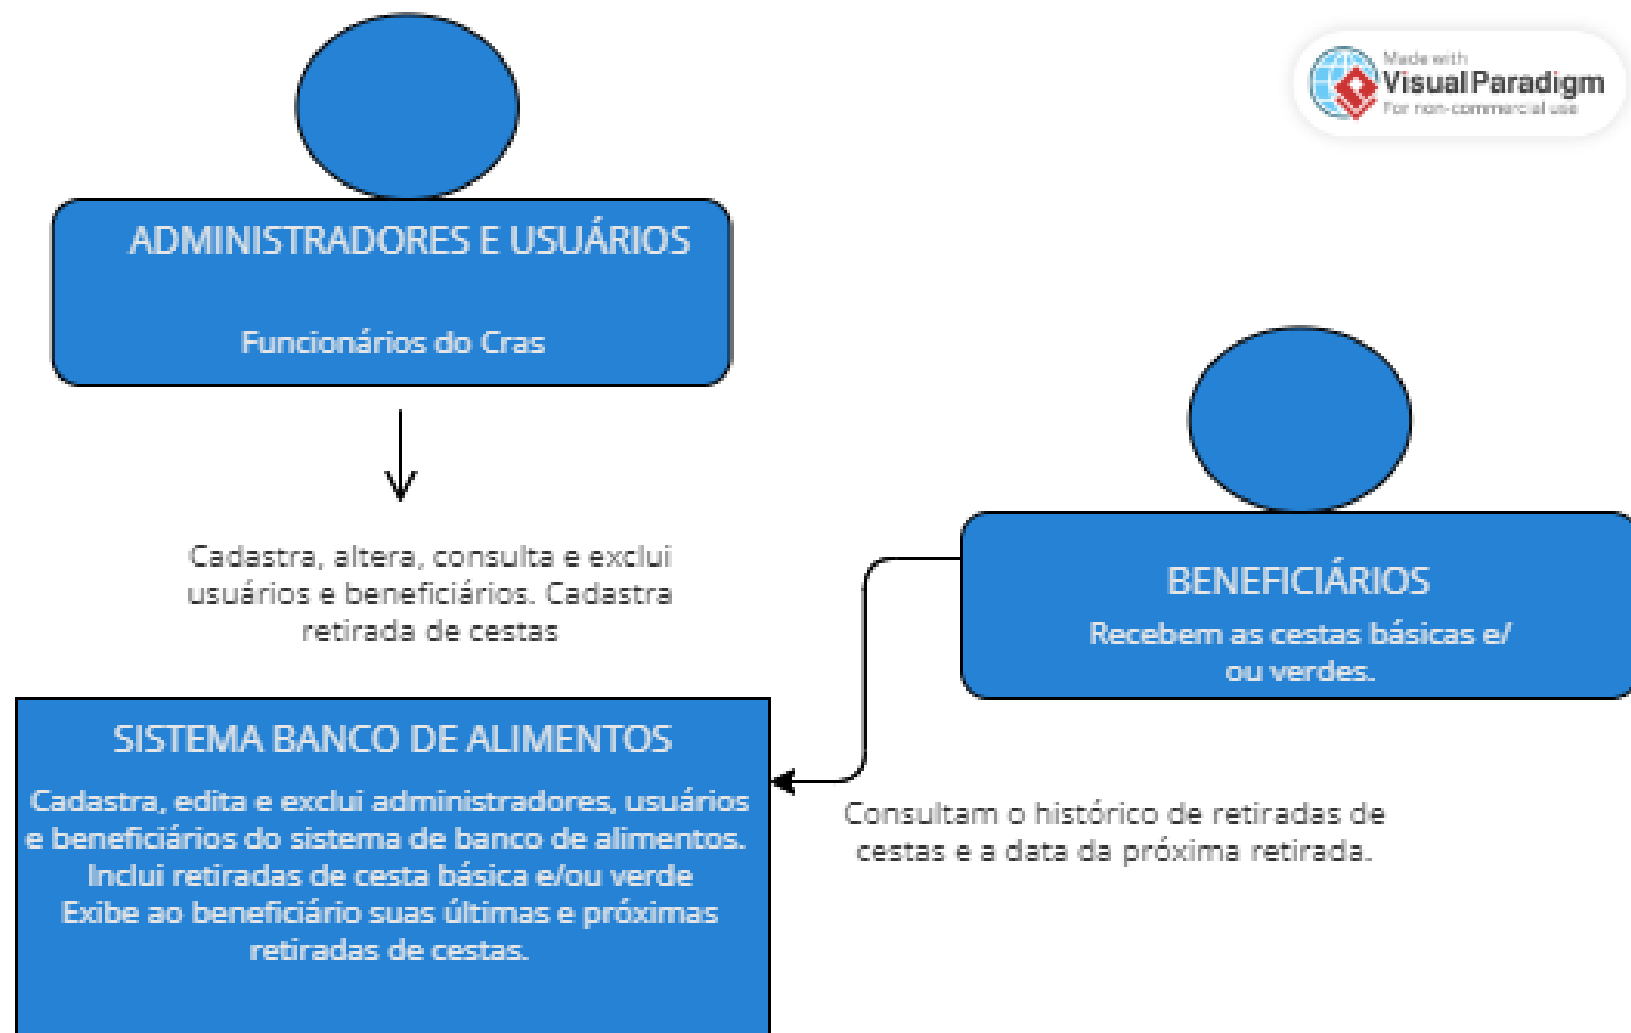 Made with
VisualParadigm
For non-commercial use
ADMINISTRADORES E USUÁRIOS
Funcionários do Cras
Cadastra, altera, consulta e exclui
usuários e beneficiários. Cadastra
retirada de cestas
BENEFICIÁRIOS
Recebem as cestas básicas e/
ou verdes.
SISTEMA BANCO DE ALIMENTOS
Cadastra, edita e exclui administradores, usuários
e beneficiários do sistema de banco de alimentos.
Inclui retiradas de cesta básica e/ou verde
Exibe ao beneficiário suas últimas e próximas
retiradas de cestas.
Consultam o histórico de retiradas de
cestas e a data da próxima retirada.